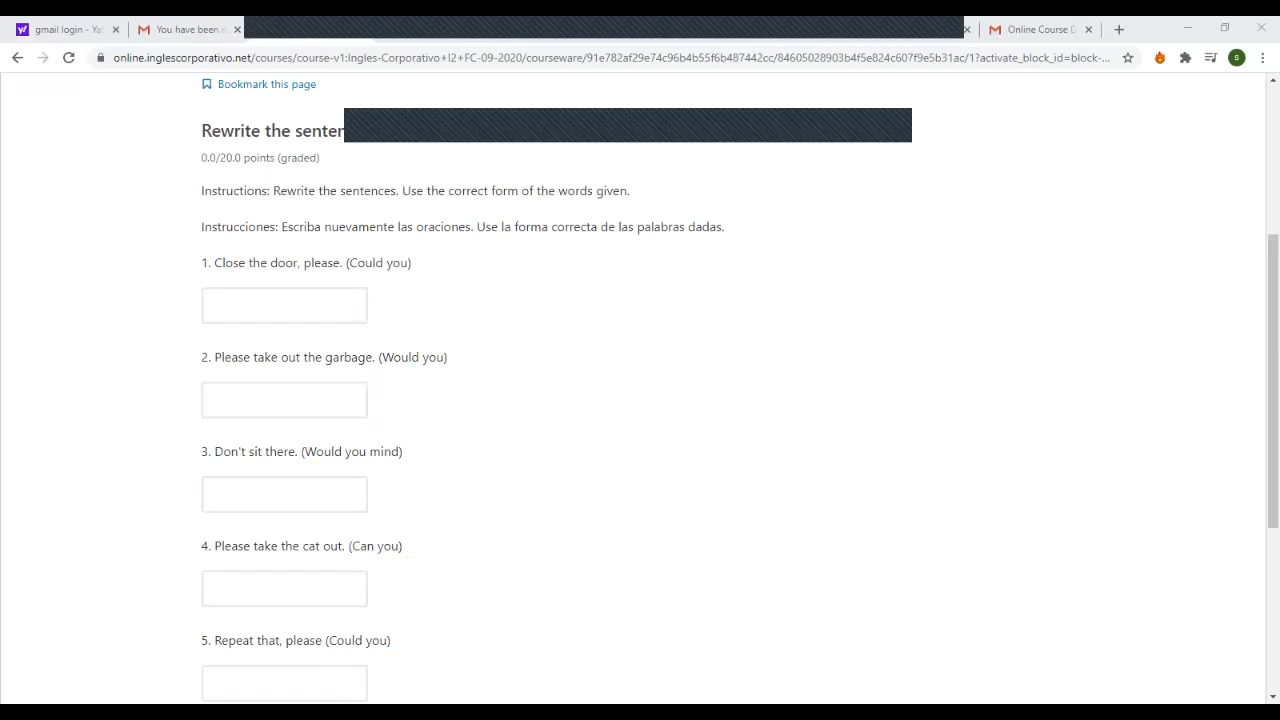 gmail login - Ya
You have been
Online Course D
online.inglescorporativo.net/courses/course-v1:Ingles-Corporativo+I2+FC-09-2020/courseware/91e782af29e74c96b4b55f6b487442cc/84605028903b4f5e824c607f9e5b31ac/1?activate_block_id=block-...
S
Bookmark this page
Rewrite the
0.0/20.0 points (graded)
Instructions: Rewrite the sentences. Use the correct form of the words given.
Instrucciones: Escriba nuevamente las oraciones. Use la forma correcta de las palabras dadas.
1. Close the door, please. (Could you)
2. Please take out the garbage. (Would you)
3. Don't sit there. (Would you mind)
4. Please take the cat out. (Can you)
5. Repeat that, please (Could you)